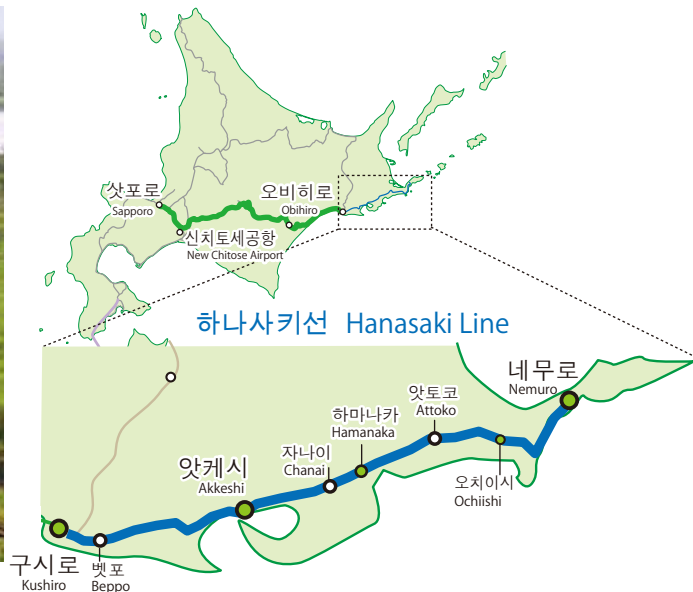 삿포로
Sapporo
오비히로
Obihiro
신치토세공항
New Chitose Airport
하나사키선 Hanasaki Line
네무로
Nemuro
앗토코
Attoko
하마나카
Hamanaka
자나이
Chanai
앗케시
Akkeshi
오치이시
Ochiishi
구시로
Kushiro
벳포
Beppo